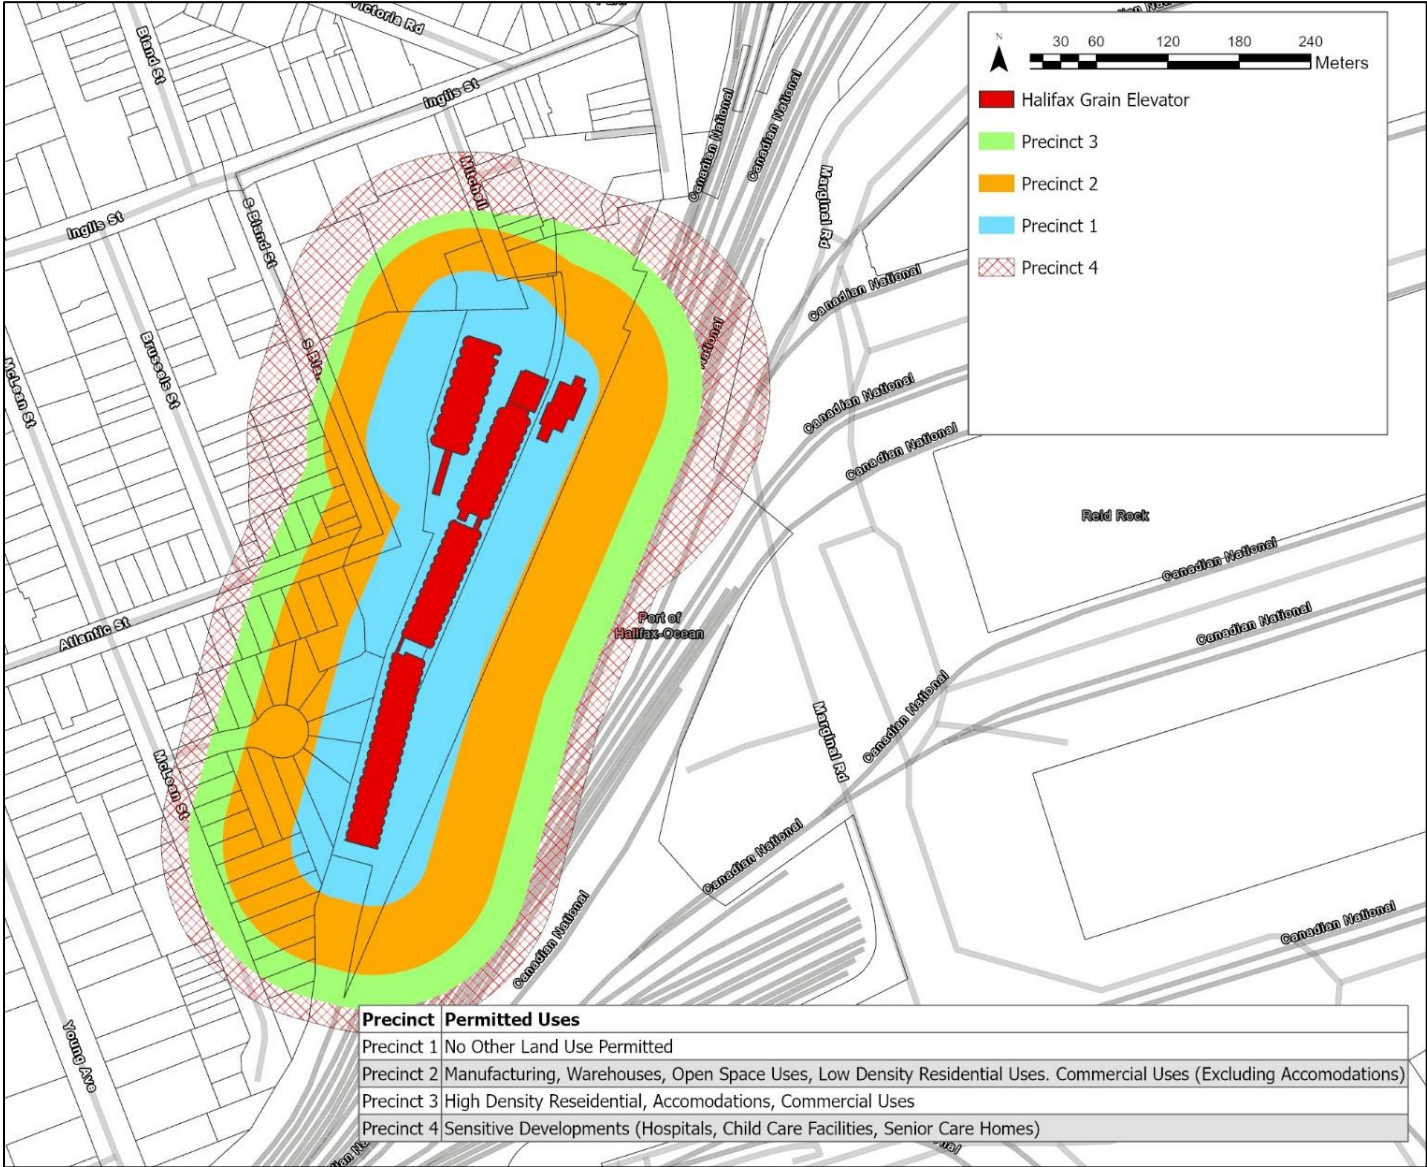 Victoria Rd
Bland St
Inglis St
Canadian National
Canadian National
N
30 60 120 180 240
Meters
Halifax Grain Elevator
Precinct 3
Precinct 2
Precinct 1
Precinct 4
Mitchell
Marginal Rd
Inglis St
S Bland St
Canadian National
National
S Bla
Brussels St
McLean St
Canadian National
Canadian National
Reid Rock
Canadian National
Port of
Halifax-Ocean
Atlantic St
Canadian National
Canadian National
Marginal Rd
McLean St
Canadian National
Canadian National
Canadian National
Young Ave
Precinct Permitted Uses
Precinct 1 No Other Land Use Permitted
Precinct 2 Manufacturing, Warehouses, Open Space Uses, Low Density Residential Uses. Commercial Uses (Excluding Accomodations)
Precinct 3 High Density Reseidential, Accomodations, Commercial Uses
Precinct 4 Sensitive Developments (Hospitals, Child Care Facilities, Senior Care Homes)